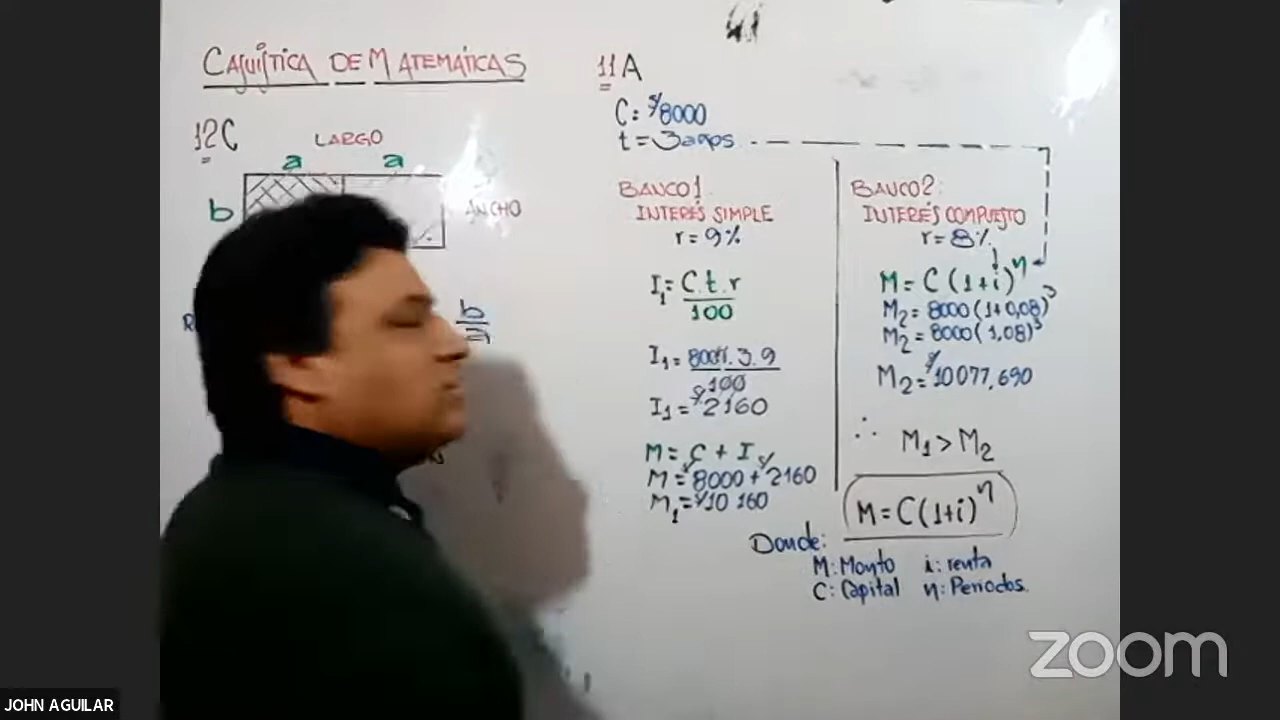 CASUÍSTICA DE MATEMÁTICAS
12C
LARGO
a a
b
ANCHO
b
a
11A
C: S/8000
t = 3 años
BANCO 1
INTERÉS SIMPLE
r = 9%
I1 = C.t.r
100
I1 = 8000.3.9
100
I1 = S/2160
M = C + I
M = S/8000 + S/2160
M1 = S/10 160
BANCO 2:
INTERÉS COMPUESTO
r = 8%
M = C (1+i)^n
M2 = 8000(1+0,08)^3
M2 = 8000(1,08)^3
M2 = S/10077,690
∴ M1 > M2
M = C(1+i)^n
Donde:
M: Monto i: renta
C: Capital n: Periodos.
zoom
JOHN AGUILAR